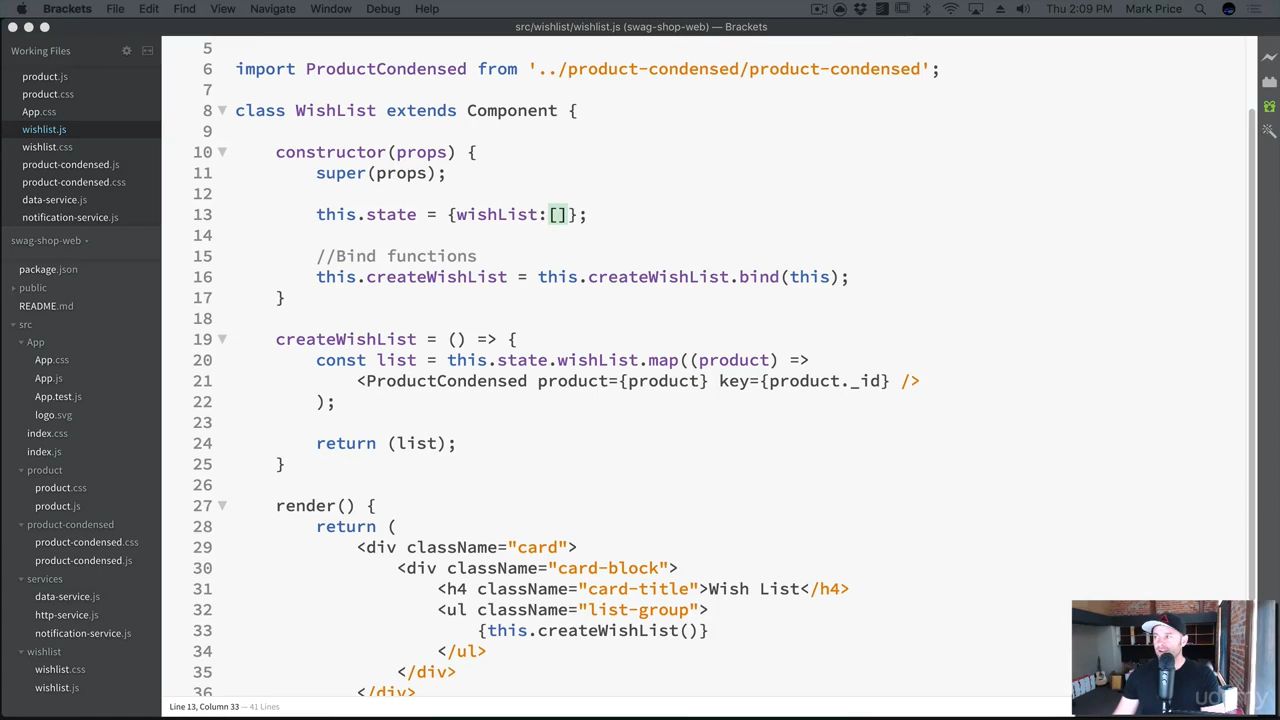 Brackets File Edit Find View Navigate Window Debug Help Thu 2:09 PM Mark Price
src/wishlist/wishlist.js (swag-shop-web) — Brackets
Working Files
product.js
product.css
App.css
wishlist.js
wishlist.css
product-condensed.js
product-condensed.css
data-service.js
notification-service.js
swag-shop-web
package.json
public
README.md
src
App
App.css
App.js
App.test.js
logo.svg
index.css
index.js
product
product.css
product.js
product-condensed
product-condensed.css
product-condensed.js
services
data-service.js
http-service.js
notification-service.js
wishlist
wishlist.css
wishlist.js
5
6 import ProductCondensed from '../product-condensed/product-condensed';
7
8 class WishList extends Component {
9
10 constructor(props) {
11 super(props);
12
13 this.state = {wishList:[]};
14
15 //Bind functions
16 this.createWishList = this.createWishList.bind(this);
17 }
18
19 createWishList = () => {
20 const list = this.state.wishList.map((product) =>
21 <ProductCondensed product={product} key={product._id} />
22 );
23
24 return (list);
25 }
26
27 render() {
28 return (
29 <div className="card">
30 <div className="card-block">
31 <h4 className="card-title">Wish List</h4>
32 <ul className="list-group">
33 {this.createWishList()}
34 </ul>
35 </div>
36 </div>
Line 13, Column 33 — 41 Lines
udemy